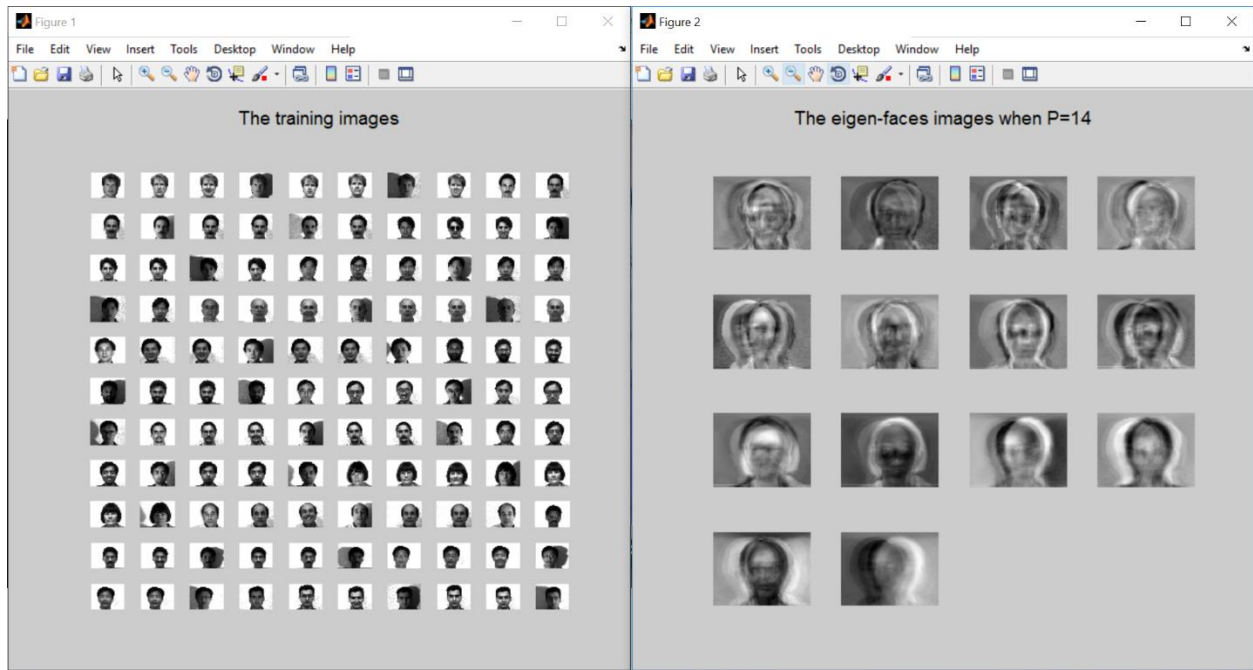 Figure 1
File Edit View Insert Tools Desktop Window Help
The training images
Figure 2
File Edit View Insert Tools Desktop Window Help
The eigen-faces images when P=14